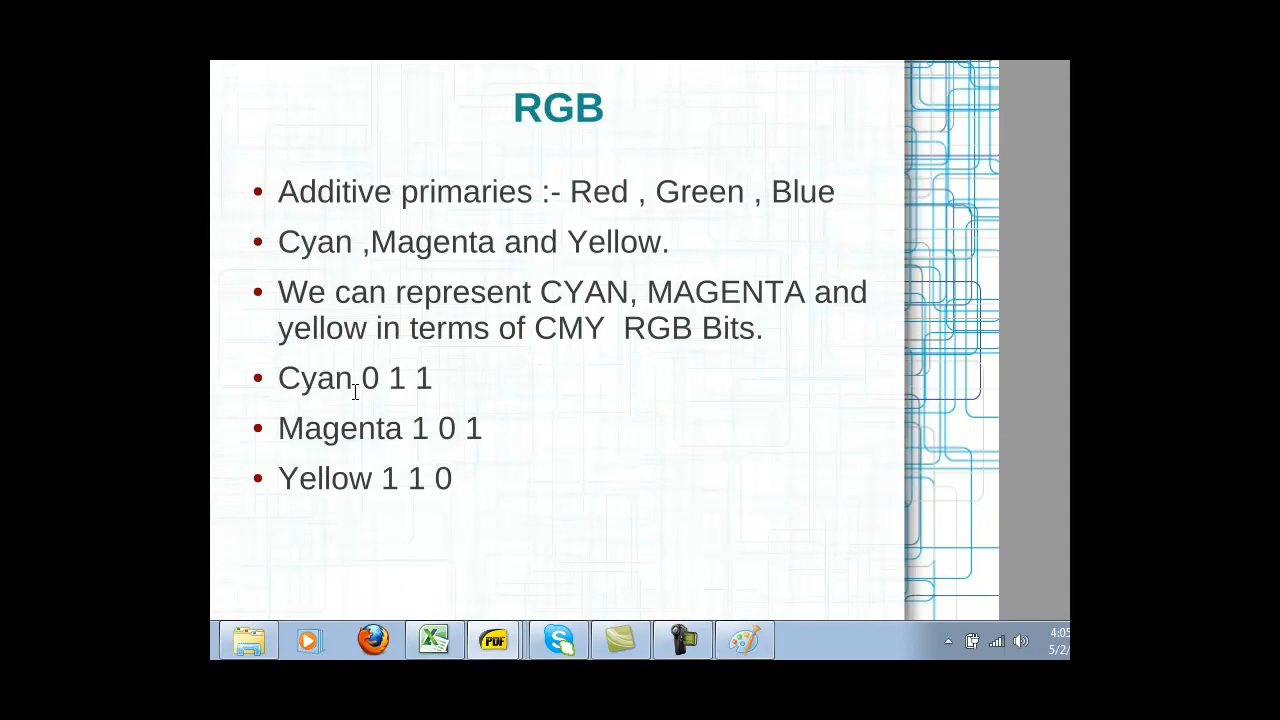 RGB
• Additive primaries :- Red , Green , Blue
• Cyan ,Magenta and Yellow.
• We can represent CYAN, MAGENTA and
yellow in terms of CMY  RGB Bits.
• Cyan 0 1 1
• Magenta 1 0 1
• Yellow 1 1 0
PDF
4:05
5/2/